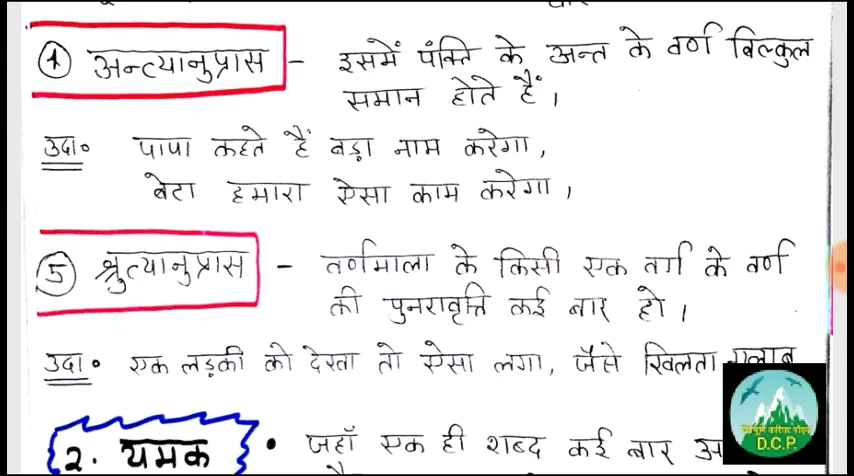 ④ अन्त्यानुप्रास - इसमें पंक्ति के अन्त के वर्ण बिल्कुल
समान होते हैं।
उदा० पापा कहते हैं बड़ा नाम करेगा,
बेटा हमारा ऐसा काम करेगा।
⑤ श्रुत्यानुप्रास - वर्णमाला के किसी एक वर्ग के वर्ण
की पुनरावृत्ति कई बार हो।
उदा० एक लड़की को देखा तो ऐसा लगा, जैसे खिलता गुलाब
2. यमक • जहाँ एक ही शब्द कई बार
D.C.P.